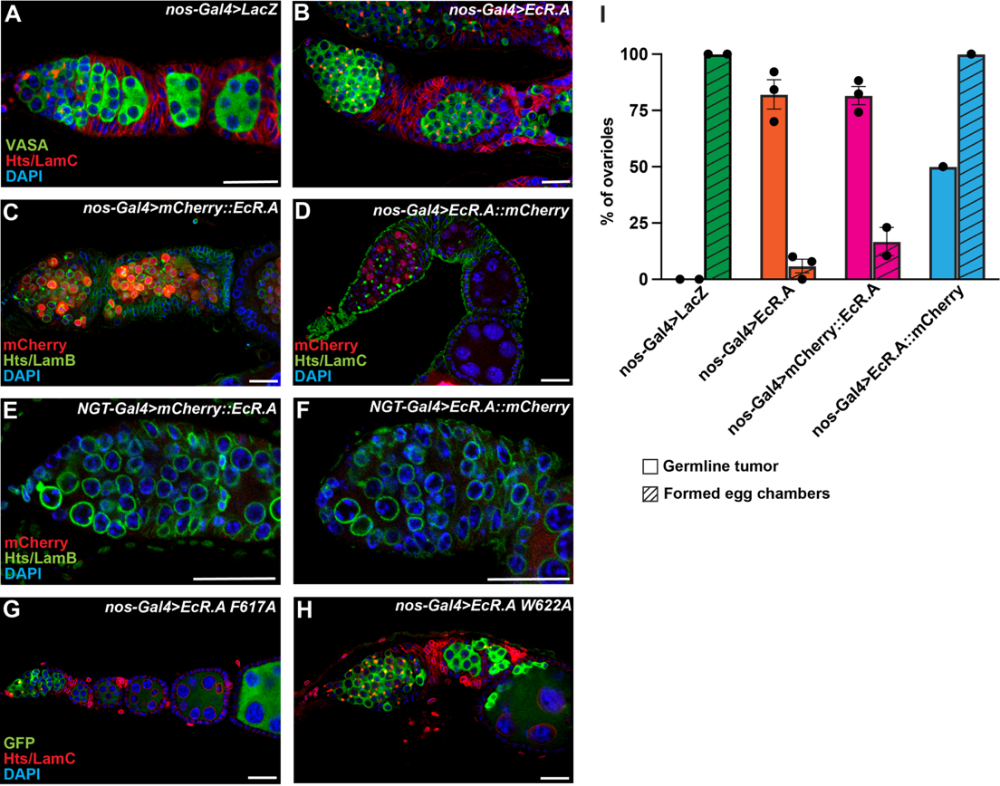 A
nos-Gal4>LacZ
VASA
Hts/LamC
DAPI
B
nos-Gal4>EcR.A
C
nos-Gal4>mCherry::EcR.A
mCherry
Hts/LamB
DAPI
D
nos-Gal4>EcR.A::mCherry
mCherry
Hts/LamC
DAPI
E
NGT-Gal4>mCherry::EcR.A
mCherry
Hts/LamB
DAPI
F
NGT-Gal4>EcR.A::mCherry
G
nos-Gal4>EcR.A F617A
GFP
Hts/LamC
DAPI
H
nos-Gal4>EcR.A W622A
I
% of ovarioles
100
75
50
25
0
nos-Gal4>LacZ
nos-Gal4>EcR.A
nos-Gal4>mCherry::EcR.A
nos-Gal4>EcR.A::mCherry
Germline tumor
Formed egg chambers